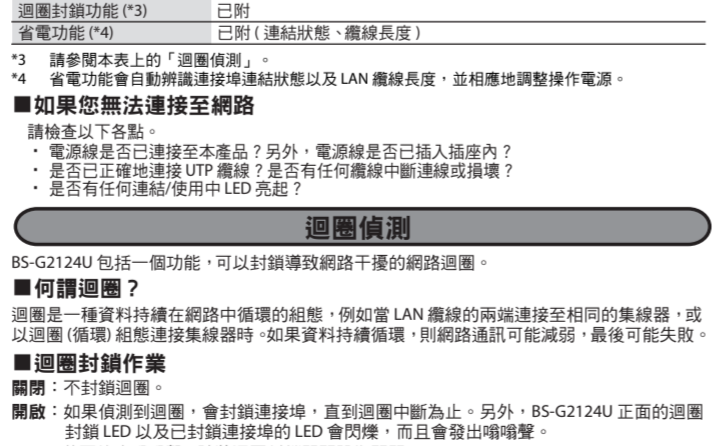 迴圈封鎖功能 (*3) 已附
省電功能 (*4) 已附 ( 連結狀態、纜線長度 )
*3 請參閱本表上的「迴圈偵測」。
*4 省電功能會自動辨識連接埠連結狀態以及 LAN 纜線長度，並相應地調整操作電源。
■如果您無法連接至網路
請檢查以下各點。
・ 電源線是否已連接至本產品？另外，電源線是否已插入插座內？
・ 是否已正確地連接 UTP 纜線？是否有任何纜線中斷連線或損壞？
・ 是否有任何連結/使用中 LED 亮起？
迴圈偵測
BS-G2124U 包括一個功能，可以封鎖導致網路干擾的網路迴圈。
■何謂迴圈？
迴圈是一種資料持續在網路中循環的組態，例如當 LAN 纜線的兩端連接至相同的集線器，或
以迴圈 (循環) 組態連接集線器時。如果資料持續循環，則網路通訊可能減弱，最後可能失敗。
■迴圈封鎖作業
關閉：不封鎖迴圈。
開啟：如果偵測到迴圈，會封鎖連接埠，直到迴圈中斷為止。另外，BS-G2124U 正面的迴圈
封鎖 LED 以及已封鎖連接埠的 LED 會閃爍，而且會發出嗡嗡聲。